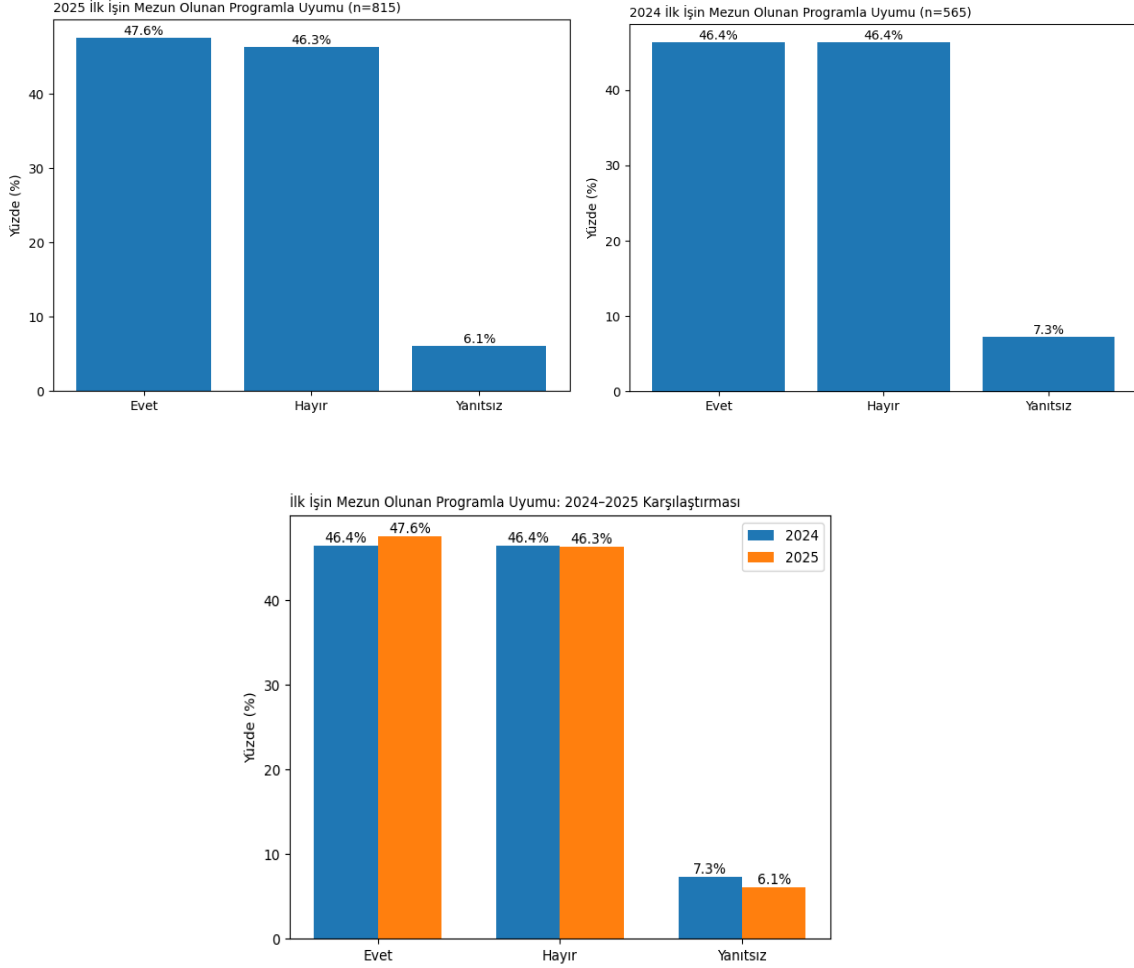 2025 İlk İşin Mezun Olunan Programla Uyumu (n=815)
47.6%
46.3%
6.1%
40
30
20
10
0
Yüzde (%)
Evet
Hayır
Yanıtsız
2024 İlk İşin Mezun Olunan Programla Uyumu (n=565)
46.4%
46.4%
7.3%
40
30
20
10
0
Yüzde (%)
Evet
Hayır
Yanıtsız
İlk İşin Mezun Olunan Programla Uyumu: 2024–2025 Karşılaştırması
2024
2025
46.4%
47.6%
46.4%
46.3%
7.3%
6.1%
40
30
20
10
0
Yüzde (%)
Evet
Hayır
Yanıtsız